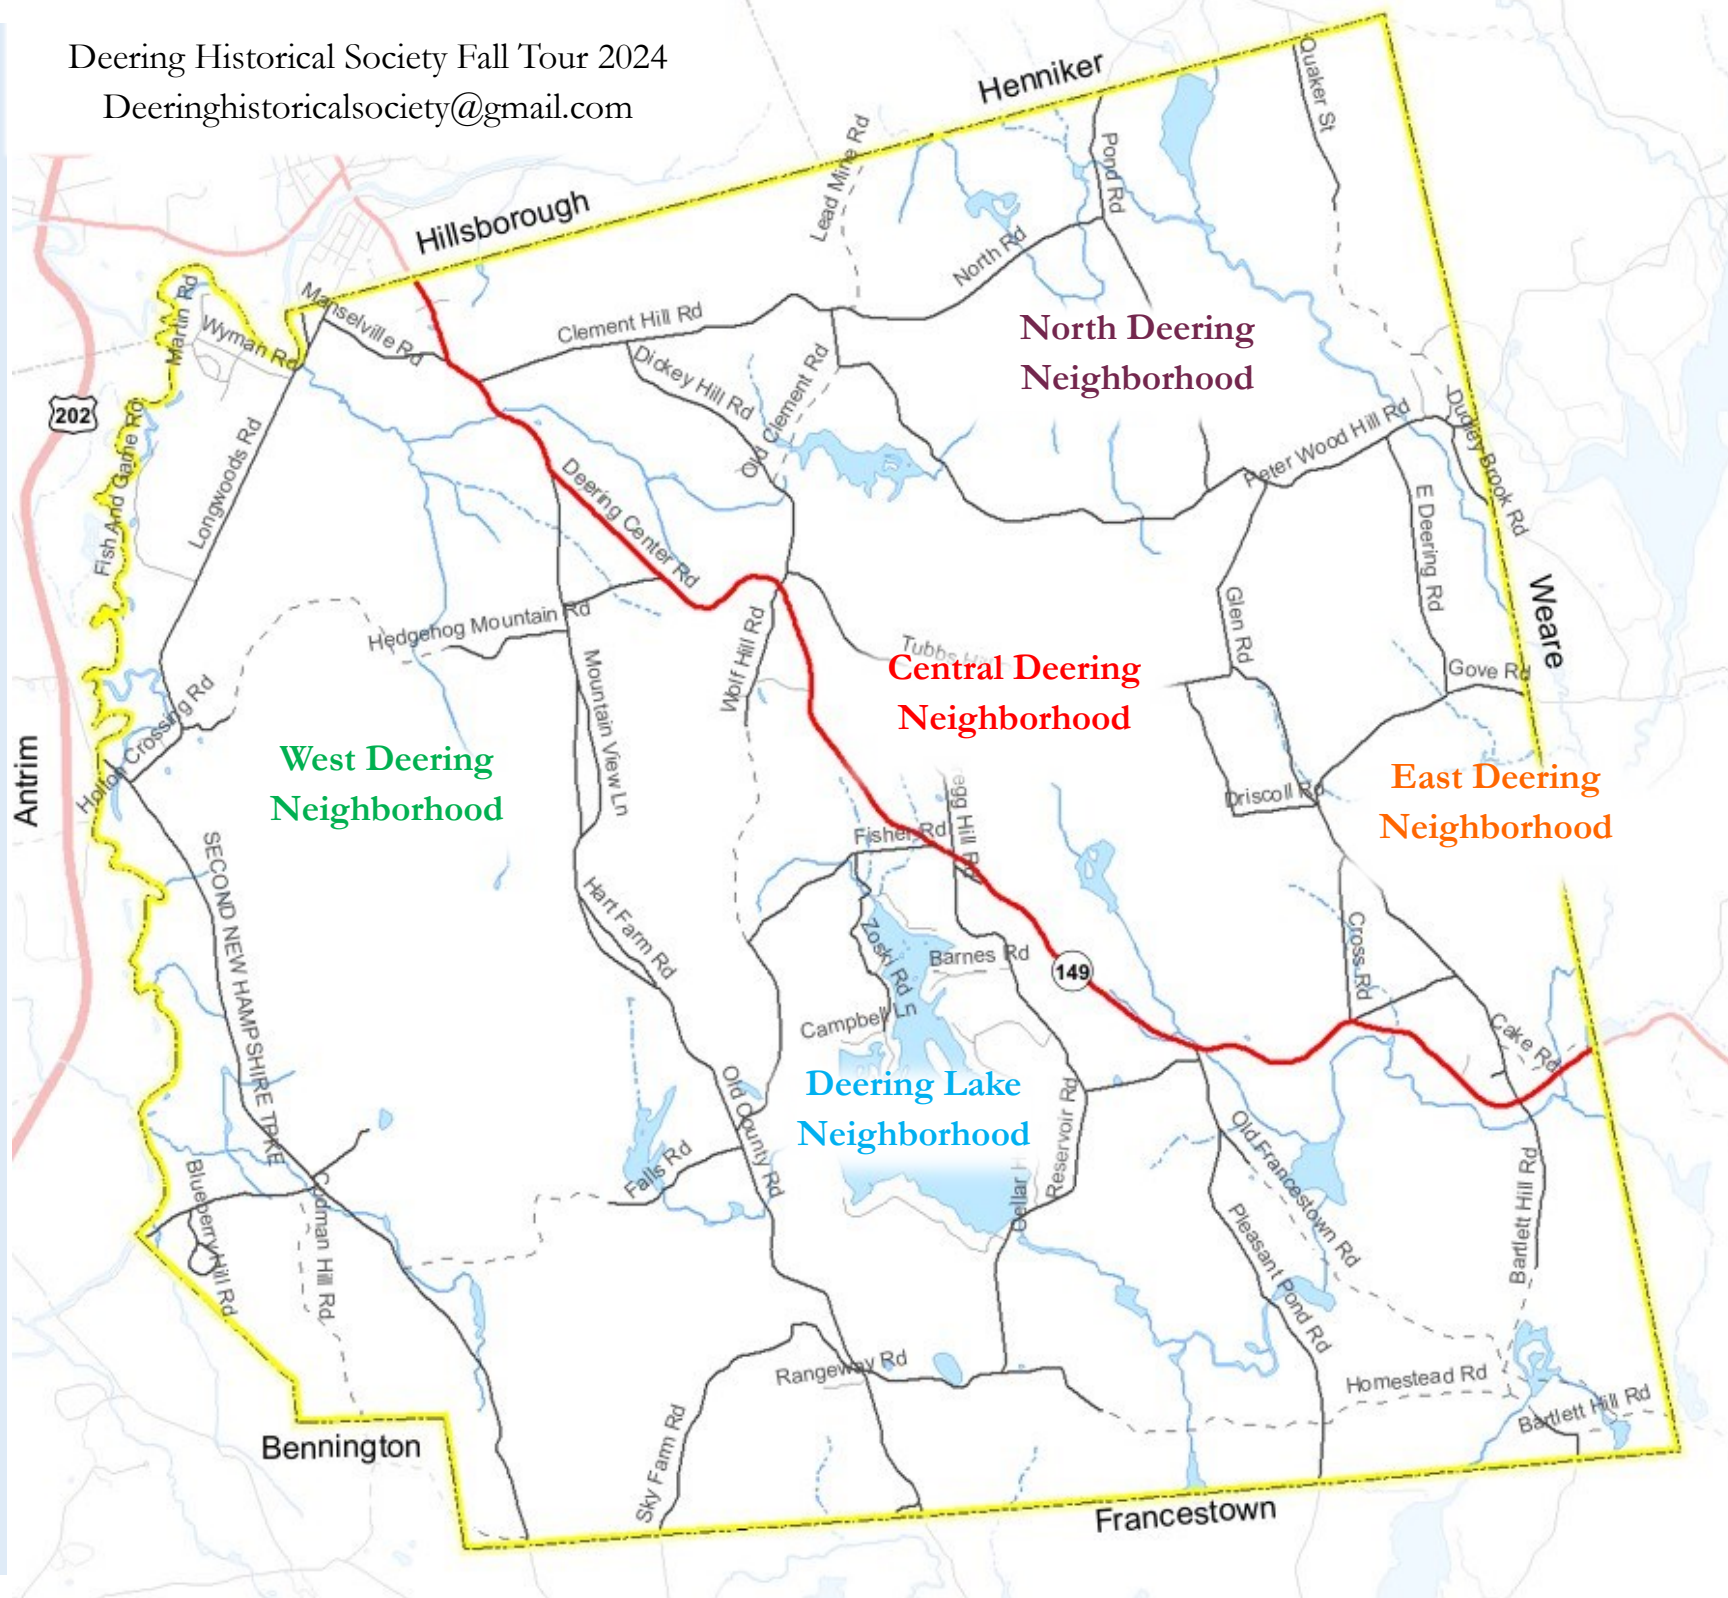 Deering Historical Society Fall Tour 2024
Deeringhistoricalsociety@gmail.com
Henniker
Quaker St
Lead Mine Rd
Pond Rd
Hillsborough
North Rd
Martin Rd
Manselville Rd
Wyman Rd
Clement Hill Rd
North Deering
Neighborhood
Dickey Hill Rd
Old Clement Rd
202
Fish And Game Rd
Longwoods Rd
Peter Wood Hill Rd
Dudley Brook Rd
Deering Center Rd
E Deering Rd
Weare
Hedgehog Mountain Rd
Glen Rd
Wolf Hill Rd
Tubbs
Central Deering
Neighborhood
Gove Rd
Holton Crossing Rd
Mountain View Ln
Antrim
West Deering
Neighborhood
East Deering
Neighborhood
Driscoll Rd
egg Hill Rd
Fisher Rd
SECOND NEW HAMPSHIRE TPKE
Hart Farm Rd
Zoski Rd
Barnes Rd
149
Cross Rd
Campbell Ln
Cake Rd
Deering Lake
Neighborhood
Old County Rd
Reservoir Rd
Old Francestown Rd
Falls Rd
Blueberry Hill Rd
Codman Hill Rd
Dellar H
Pleasant Pond Rd
Bartlett Hill Rd
Rangeway Rd
Homestead Rd
Bartlett Hill Rd
Sky Farm Rd
Bennington
Francestown